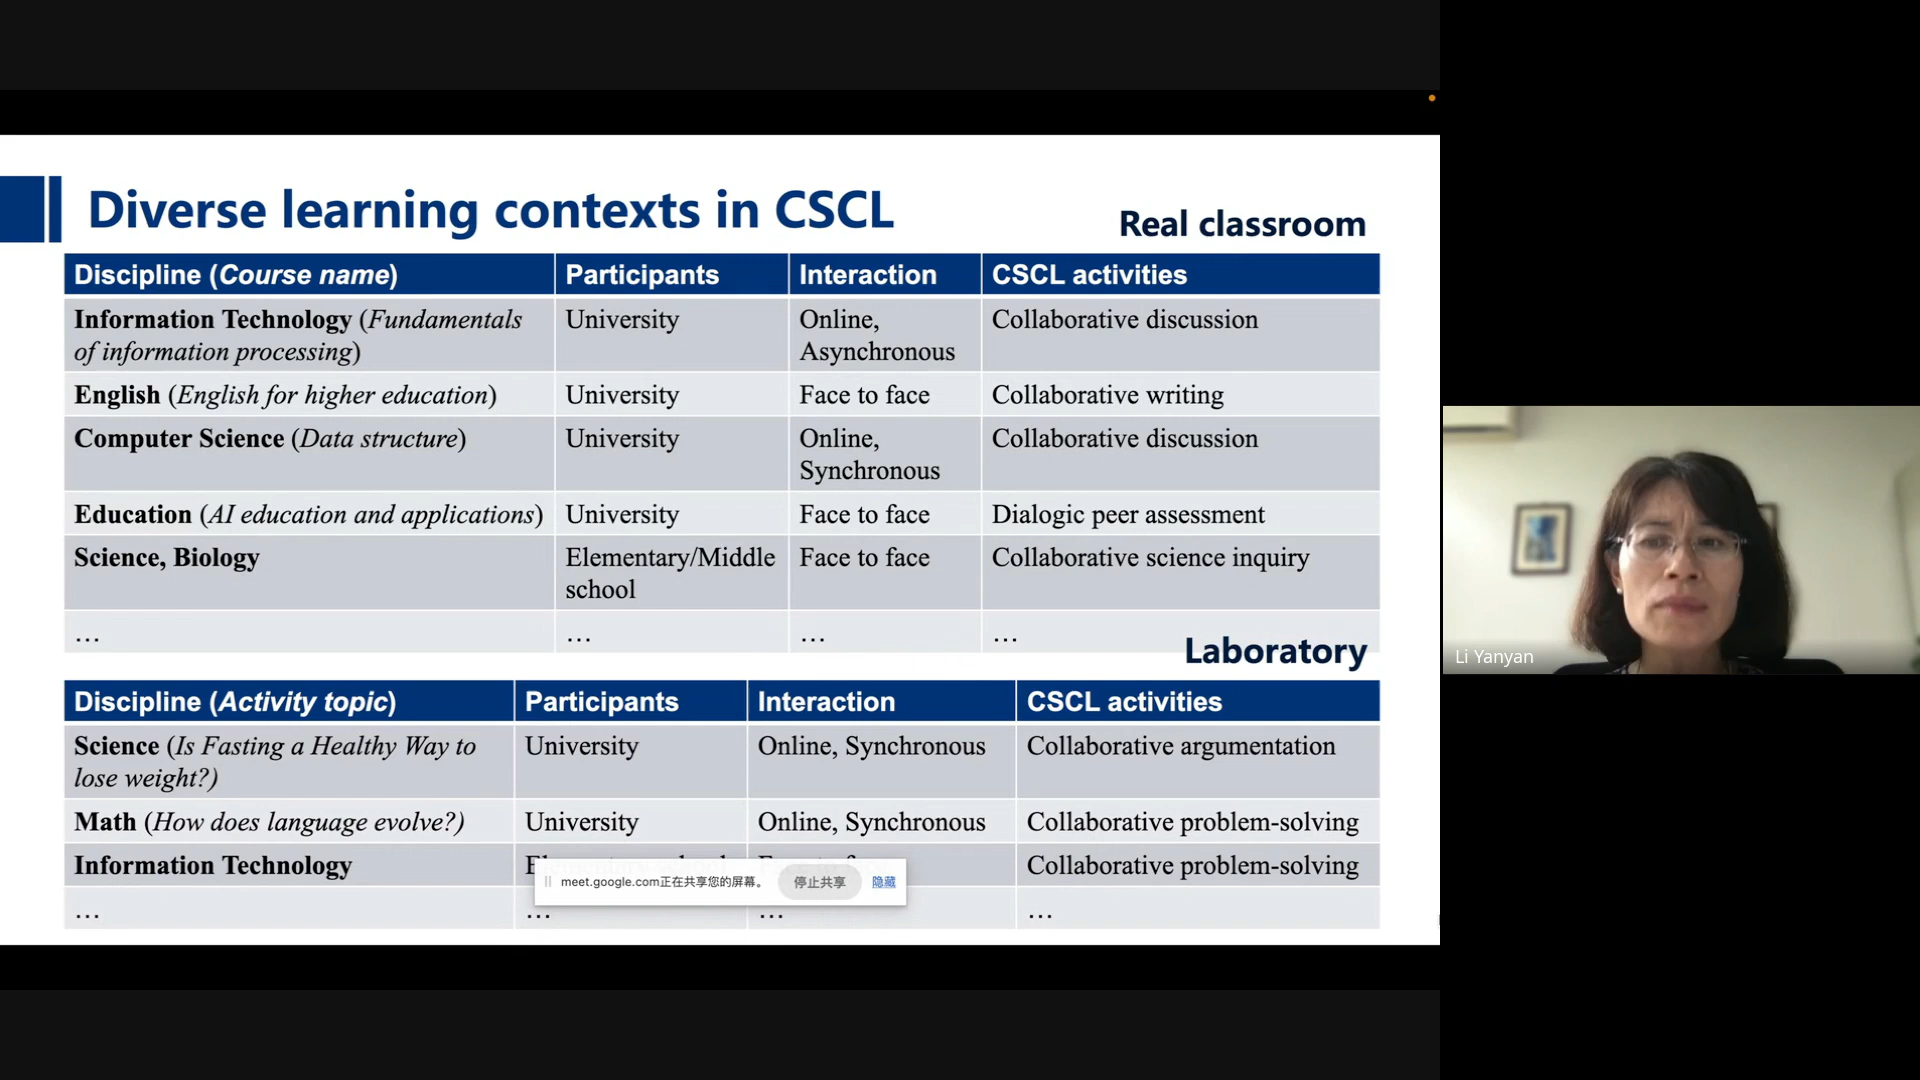 Diverse learning contexts in CSCL
Real classroom
Discipline (Course name) Participants Interaction CSCL activities
Information Technology (Fundamentals of information processing) University Online, Asynchronous Collaborative discussion
English (English for higher education) University Face to face Collaborative writing
Computer Science (Data structure) University Online, Synchronous Collaborative discussion
Education (AI education and applications) University Face to face Dialogic peer assessment
Science, Biology Elementary/Middle school Face to face Collaborative science inquiry
… … … …
Laboratory
Discipline (Activity topic) Participants Interaction CSCL activities
Science (Is Fasting a Healthy Way to lose weight?) University Online, Synchronous Collaborative argumentation
Math (How does language evolve?) University Online, Synchronous Collaborative problem-solving
Information Technology Collaborative problem-solving
meet.google.com正在共享您的屏幕。 停止共享 隐藏
… … … …
Li Yanyan